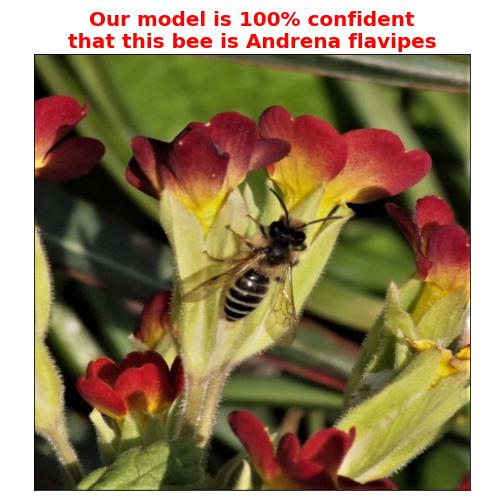 Our model is 100% confident
that this bee is Andrena flavipes